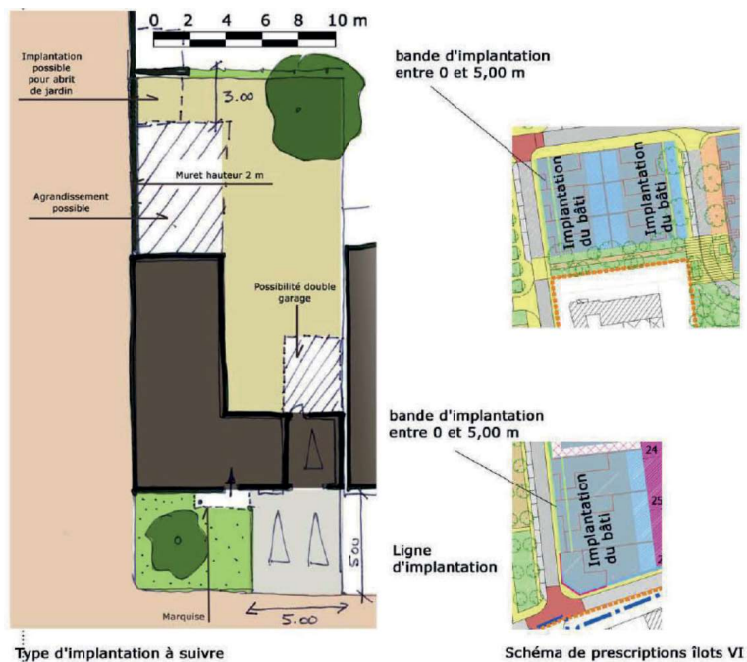 0 2 4 6 8 10 m
Implantation
possible
pour abrit
de jardin
3.00
Muret hauteur 2 m
Agrandissement
possible
Possibilité double
garage
500
Marquise
5.00
Type d'implantation à suivre
bande d'implantation
entre 0 et 5,00 m
Implantation
du bâti
Implantation
du bâti
bande d'implantation
entre 0 et 5,00 m
24
25
2
Implantation
du bâti
Ligne
d'implantation
Schéma de prescriptions îlots VI